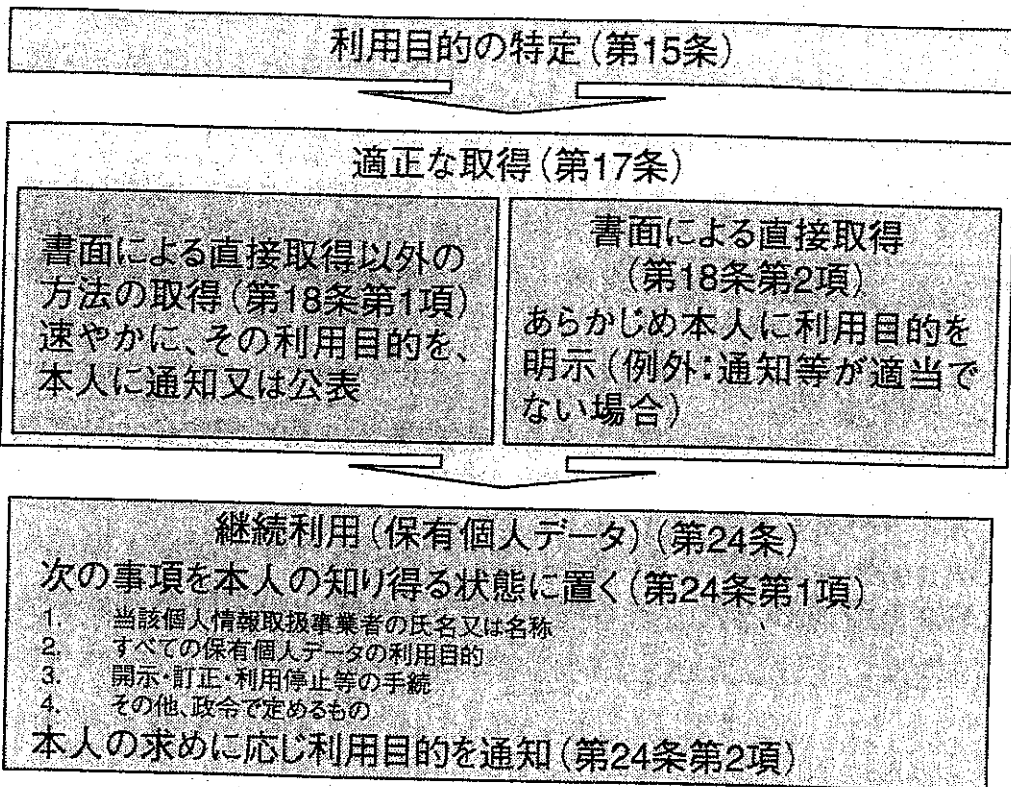 利用目的の特定(第15条)
適正な取得(第17条)
書面による直接取得以外の
方法の取得(第18条第1項)
速やかに、その利用目的を、
本人に通知又は公表
書面による直接取得
(第18条第2項)
あらかじめ本人に利用目的を
明示(例外:通知等が適当で
ない場合)
継続利用(保有個人データ)(第24条)
次の事項を本人の知り得る状態に置く(第24条第1項)
1. 当該個人情報取扱事業者の氏名又は名称
2. すべての保有個人データの利用目的
3. 開示・訂正・利用停止等の手続
4. その他、政令で定めるもの
本人の求めに応じ利用目的を通知(第24条第2項)